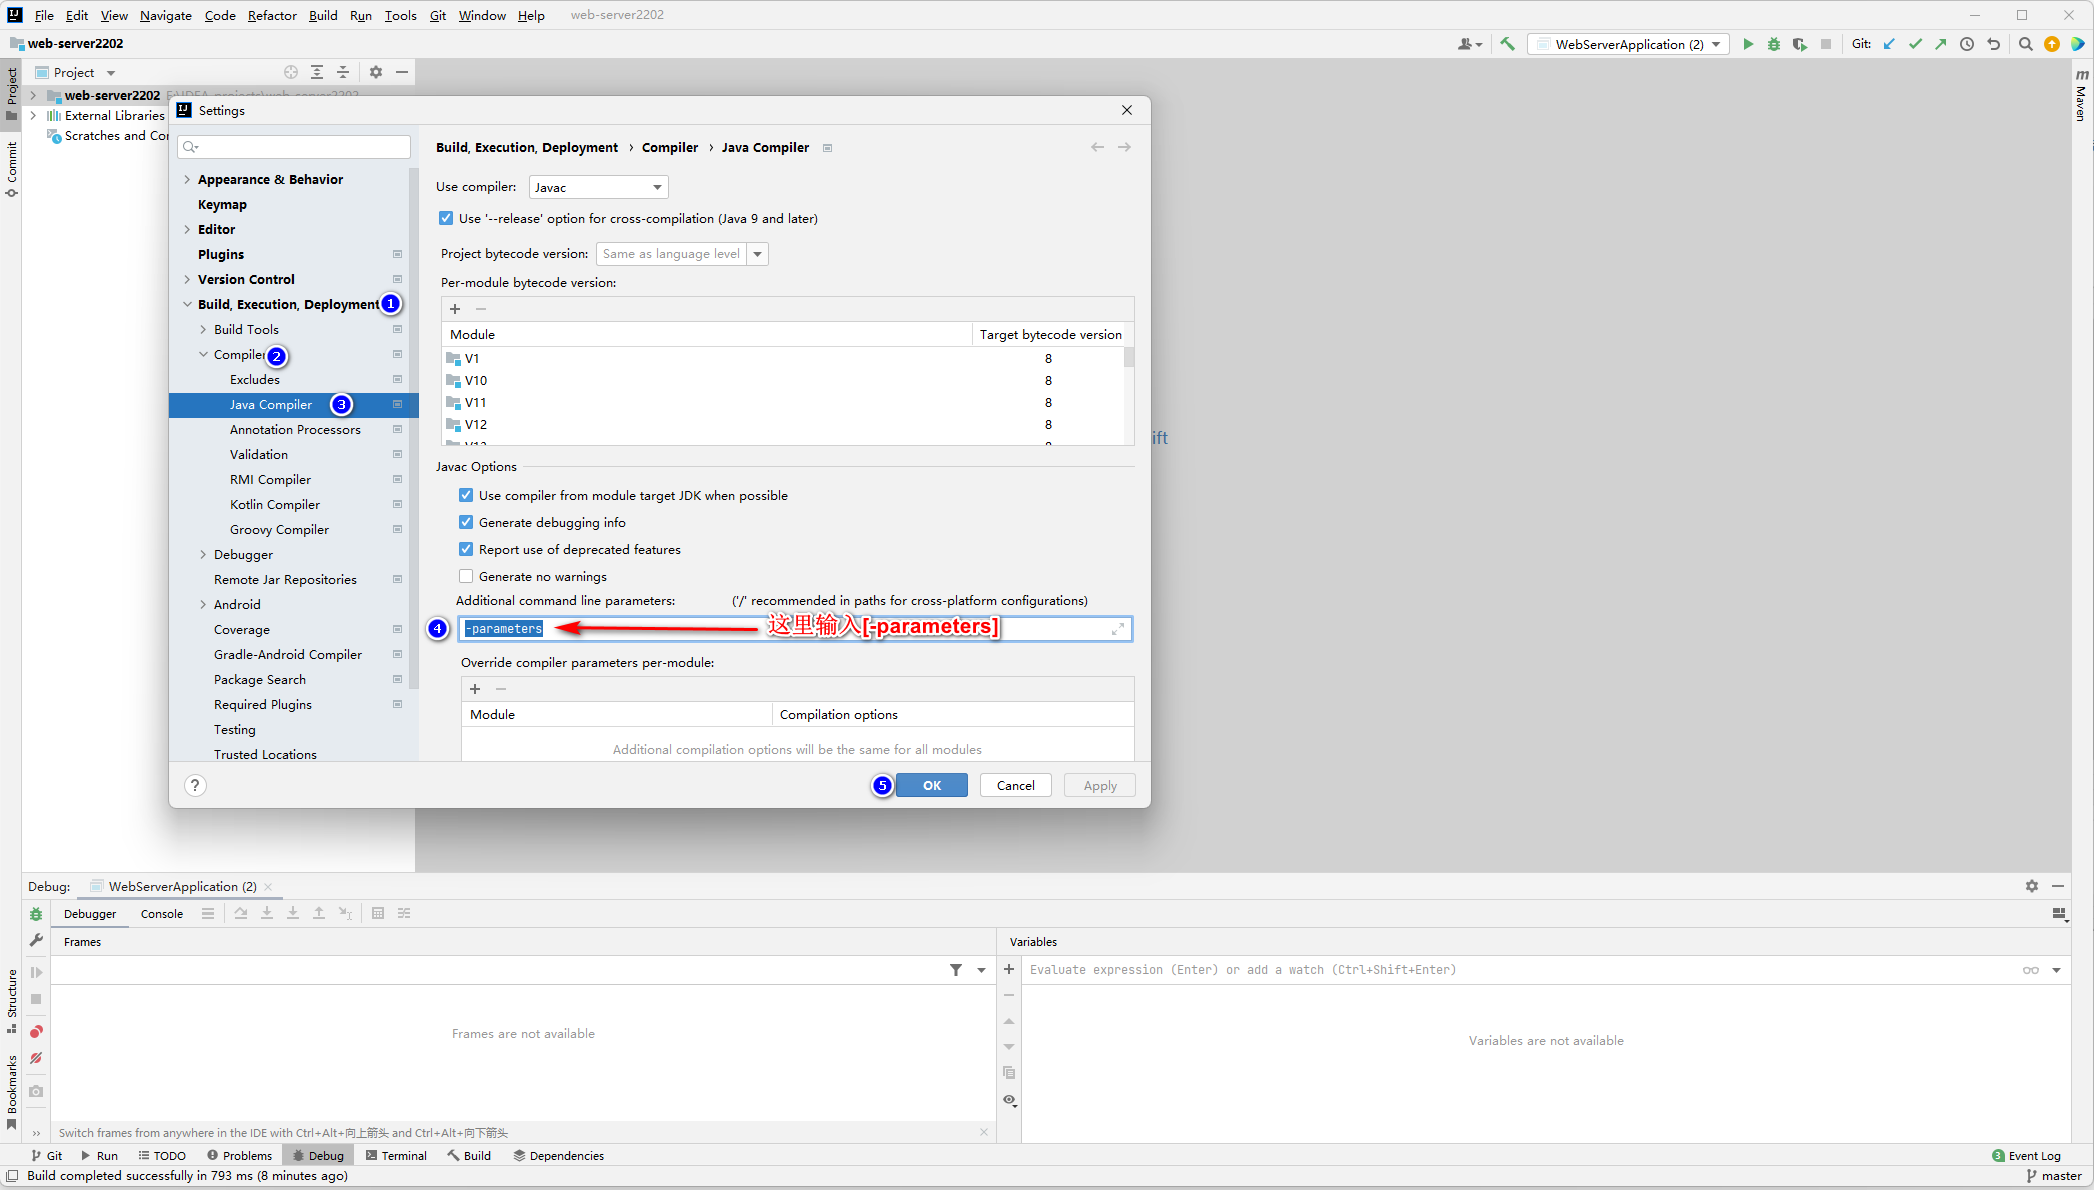 File Edit View Navigate Code Refactor Build Run Tools Git Window Help web-server2202
web-server2202
WebServerApplication (2)
Git:
Project
web-server2202
External Libraries
Scratches and Co
Project
Commit
Structure
Bookmarks
m Maven
Settings
Appearance & Behavior
Keymap
Editor
Plugins
Version Control
Build, Execution, Deployment 1
Build Tools
Compiler 2
Excludes
Java Compiler 3
Annotation Processors
Validation
RMI Compiler
Kotlin Compiler
Groovy Compiler
Debugger
Remote Jar Repositories
Android
Coverage
Gradle-Android Compiler
Package Search
Required Plugins
Testing
Trusted Locations
Build, Execution, Deployment › Compiler › Java Compiler
Use compiler: Javac
Use '--release' option for cross-compilation (Java 9 and later)
Project bytecode version: Same as language level
Per-module bytecode version:
Module Target bytecode version
V1 8
V10 8
V11 8
V12 8
V13 8
Javac Options
Use compiler from module target JDK when possible
Generate debugging info
Report use of deprecated features
Generate no warnings
Additional command line parameters: ('/' recommended in paths for cross-platform configurations)
4 -parameters 这里输入[-parameters]
Override compiler parameters per-module:
Module Compilation options
Additional compilation options will be the same for all modules
? 5 OK Cancel Apply
ift
Debug: WebServerApplication (2)
Debugger Console
Frames
Variables
Evaluate expression (Enter) or add a watch (Ctrl+Shift+Enter)
Frames are not available
Variables are not available
Switch frames from anywhere in the IDE with Ctrl+Alt+向上箭头 and Ctrl+Alt+向下箭头
Git Run TODO Problems Debug Terminal Build Dependencies 3 Event Log
Build completed successfully in 793 ms (8 minutes ago) master